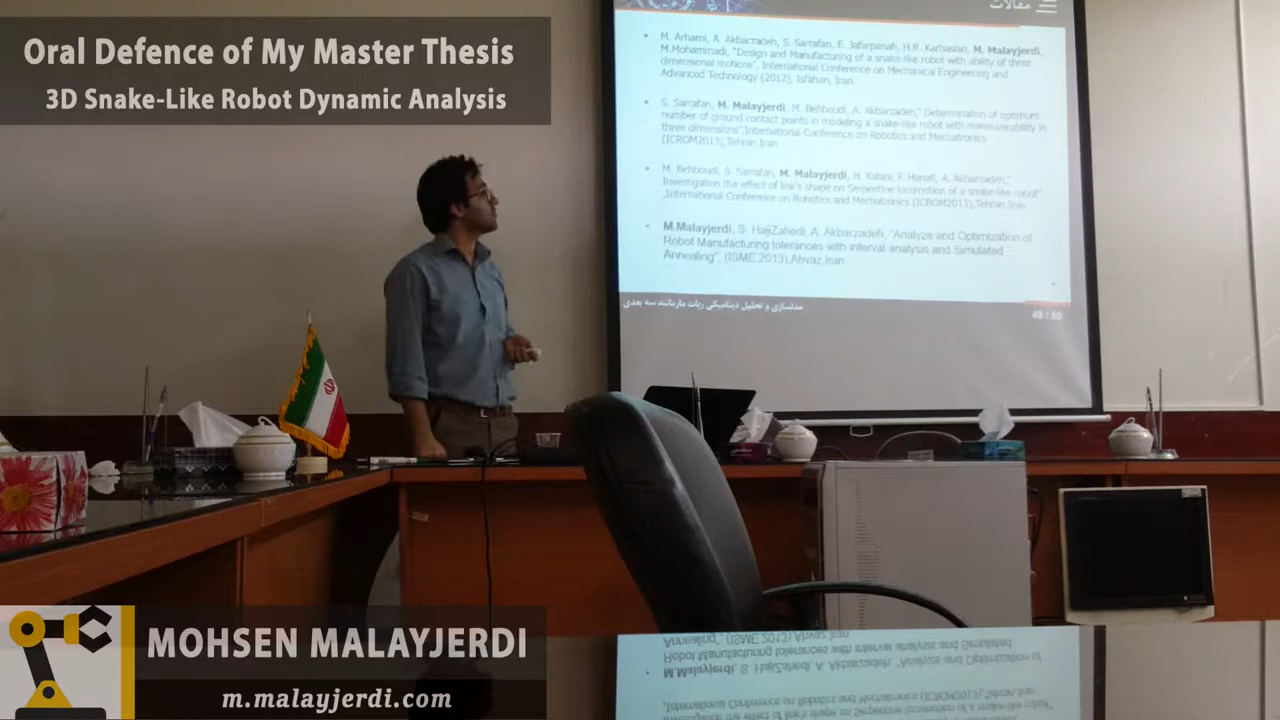 Oral Defence of My Master Thesis
3D Snake-Like Robot Dynamic Analysis
مقالات
M. Arhami, A. Akbarzadeh, S. Sarrafan, E. Jafarpanah, H.R. Karbasian, M. Malayjerdi,
M.Mohammadi, "Design and Manufacturing of a snake-like robot with ability of three
dimensional motions", International Conference on Mechanical Engineering and
Advanced Technology (2012), Isfahan, Iran.
S. Sarrafan, M. Malayjerdi, M. Behboudi, A. Akbarzadeh," Determination of optimum
number of ground contact points in modeling a snake-like robot with maneuverability in
three dimensions",International Conference on Robotics and Mechatronics
(ICROM2013),Tehran,Iran
M. Behboudi, S. Sarrafan, M. Malayjerdi, H. Kalani, F. Hanafi, A. Akbarzadeh,"
Investigation the effect of link's shape on Serpentine locomotion of a snake-like robot"
,International Conference on Robotics and Mechatronics (ICROM2013),Tehran,Iran
M.Malayjerdi, S. HajiZahedi, A. Akbarzadeh, "Analyze and Optimization of
Robot Manufacturing tolerances with interval analysis and Simulated
Annealing", (ISME 2013),Ahvaz,Iran
مدلسازی و تحلیل دینامیکی ربات مارمانند سه بعدی
49 / 50
MOHSEN MALAYJERDI
m.malayjerdi.com